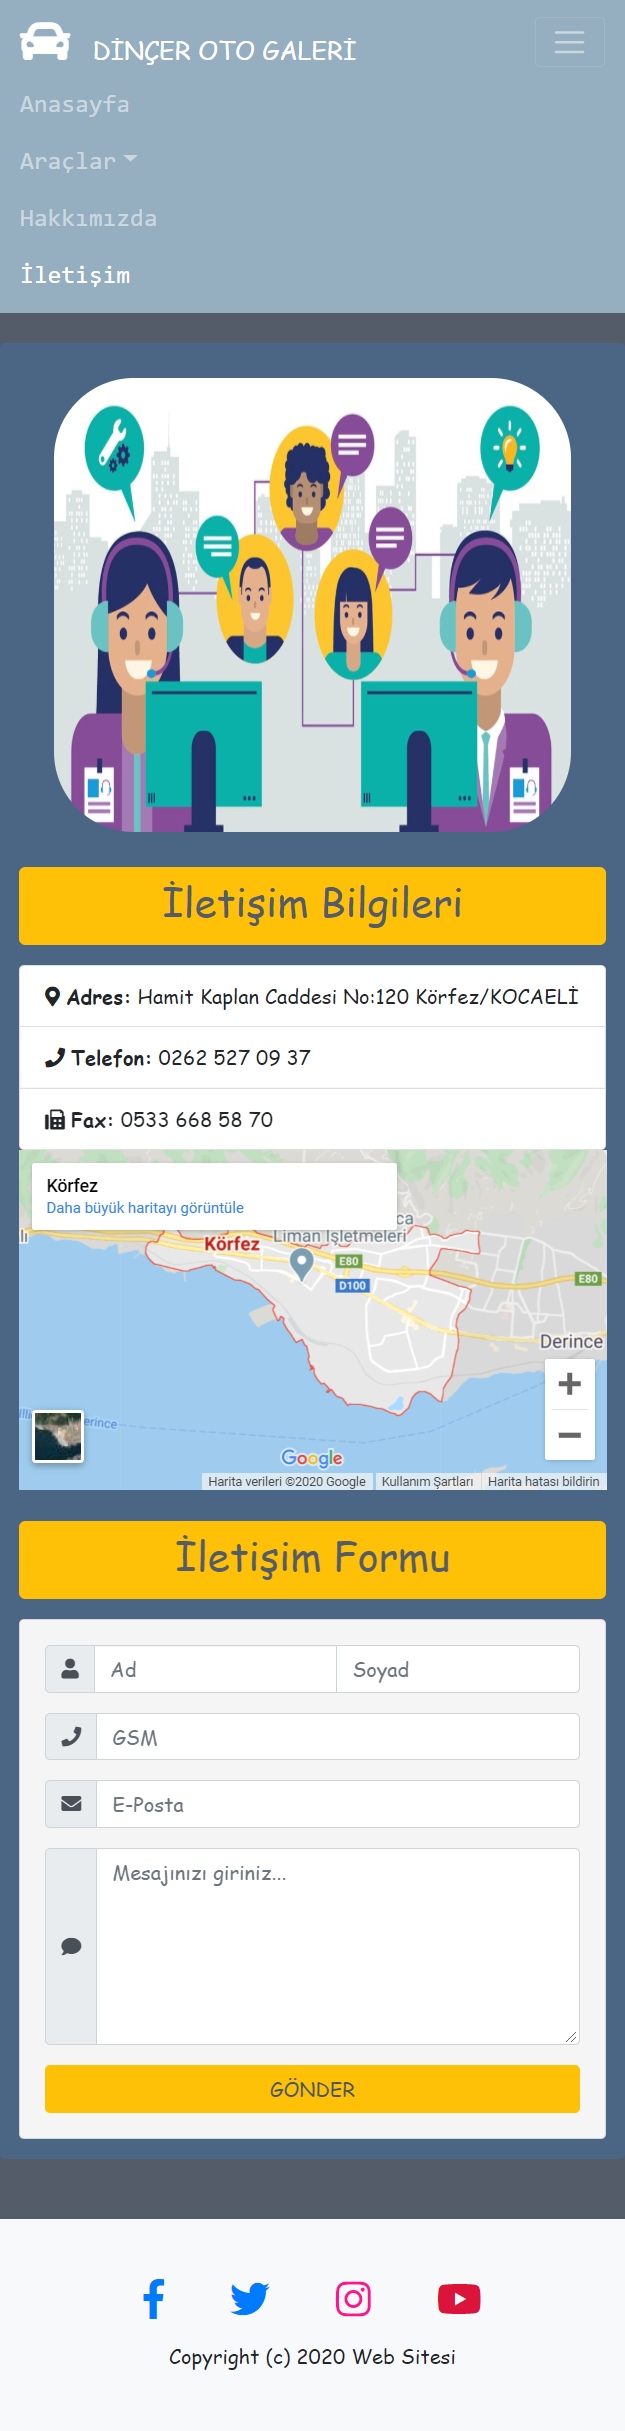 DİNÇER OTO GALERİ
Anasayfa
Araçlar
Hakkımızda
İletişim
İletişim Bilgileri
Adres: Hamit Kaplan Caddesi No:120 Körfez/KOCAELİ
Telefon: 0262 527 09 37
Fax: 0533 668 58 70
Körfez
Daha büyük haritayı görüntüle
ca
lı
Liman İşletmeleri
Körfez
E80
D100
E80
Derince
erince
Google
Harita verileri ©2020 Google
Kullanım Şartları
Harita hatası bildirin
İletişim Formu
Ad
Soyad
GSM
E-Posta
Mesajınızı giriniz...
GÖNDER
Copyright (c) 2020 Web Sitesi